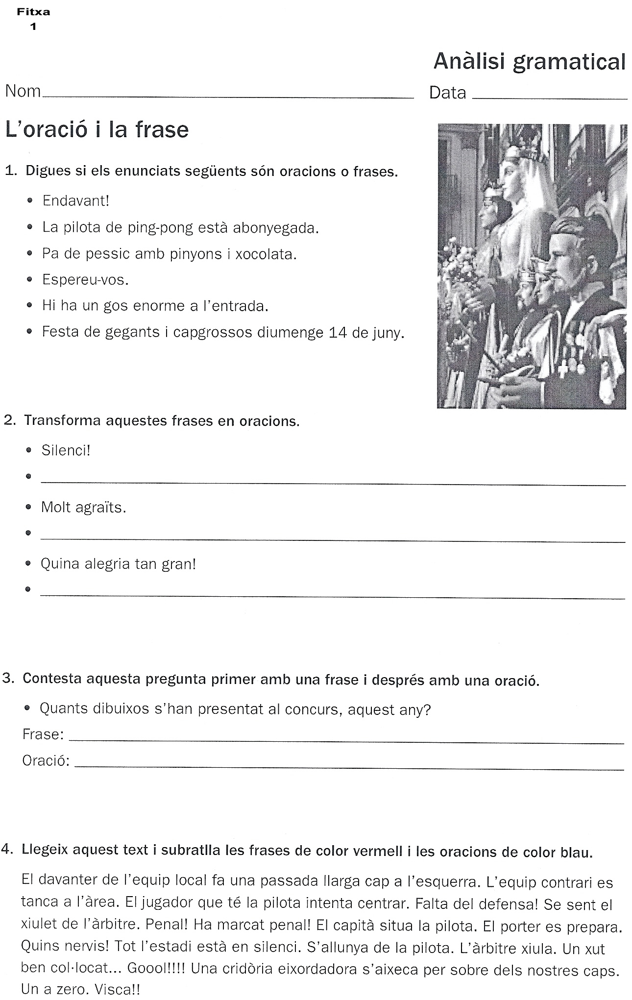 Fitxa
1
Anàlisi gramatical
Nom
Data
L'oració i la frase
1. Digues si els enunciats següents són oracions o frases.
• Endavant!
• La pilota de ping-pong està abonyegada.
• Pa de pessic amb pinyons i xocolata.
• Espereu-vos.
• Hi ha un gos enorme a l'entrada.
• Festa de gegants i capgrossos diumenge 14 de juny.
2. Transforma aquestes frases en oracions.
• Silenci!
•
• Molt agraïts.
•
• Quina alegria tan gran!
•
3. Contesta aquesta pregunta primer amb una frase i després amb una oració.
• Quants dibuixos s'han presentat al concurs, aquest any?
Frase:
Oració:
4. Llegeix aquest text i subratlla les frases de color vermell i les oracions de color blau.
El davanter de l'equip local fa una passada llarga cap a l'esquerra. L'equip contrari es
tanca a l'àrea. El jugador que té la pilota intenta centrar. Falta del defensa! Se sent el
xiulet de l'àrbitre. Penal! Ha marcat penal! El capità situa la pilota. El porter es prepara.
Quins nervis! Tot l'estadi està en silenci. S'allunya de la pilota. L'àrbitre xiula. Un xut
ben col·locat... Goool!!!! Una cridòria eixordadora s'aixeca per sobre dels nostres caps.
Un a zero. Visca!!